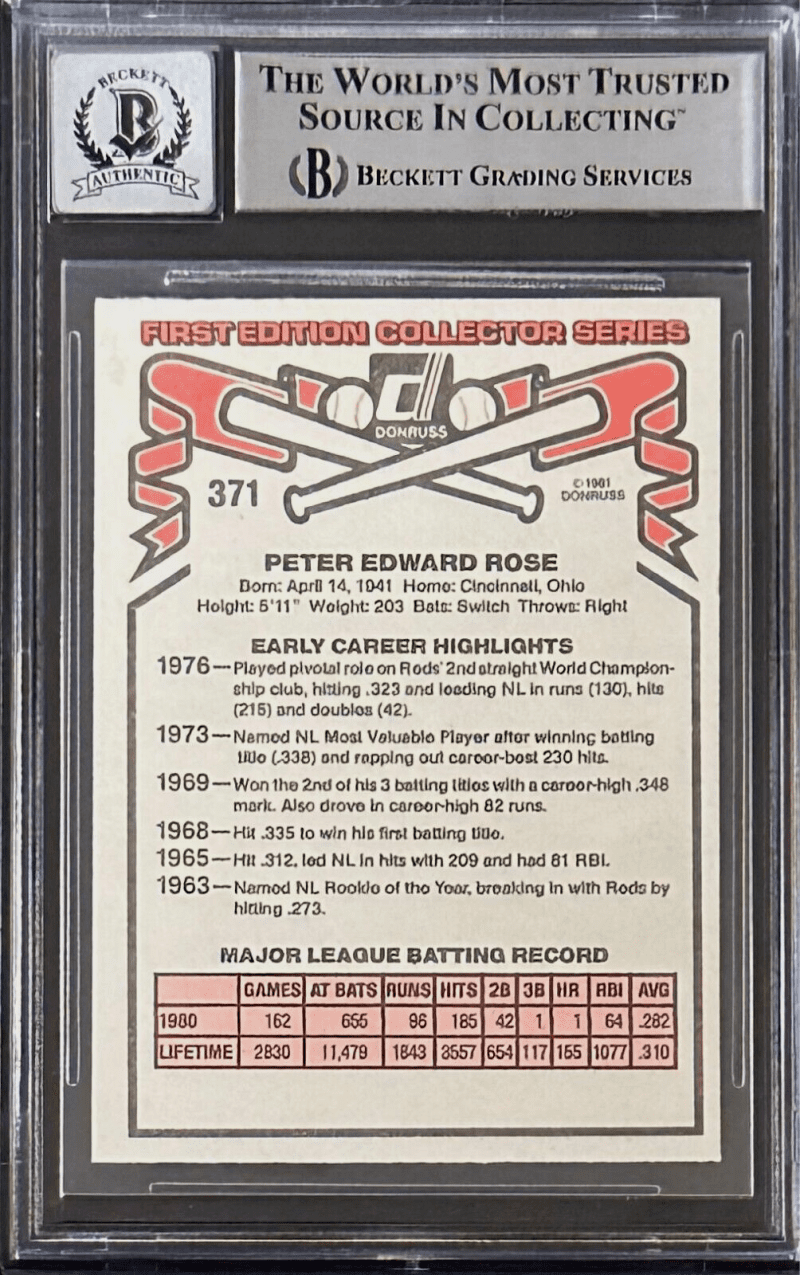 BECKETT
B
AUTHENTIC
THE WORLD'S MOST TRUSTED
SOURCE IN COLLECTING™
(B) BECKETT GRADING SERVICES
FIRST EDITION COLLECTOR SERIES
d
DONRUSS
371
© 1981
DONRUSS
PETER EDWARD ROSE
Born: April 14, 1941 Home: Cincinnati, Ohio
Height: 5'11" Weight: 203 Bats: Switch Throws: Right
EARLY CAREER HIGHLIGHTS
1976—Played pivotal role on Reds' 2nd straight World Champion-
ship club, hitting .323 and leading NL in runs (130), hits
(215) and doubles (42).
1973—Named NL Most Valuable Player after winning batting
title (.338) and rapping out career-best 230 hits.
1969—Won the 2nd of his 3 batting titles with a career-high .348
mark. Also drove in career-high 82 runs.
1968—Hit .335 to win his first batting title.
1965—Hit .312, led NL in hits with 209 and had 81 RBI.
1963—Named NL Rookie of the Year, breaking in with Reds by
hitting .273.
MAJOR LEAGUE BATTING RECORD
GAMES AT BATS RUNS HITS 2B 3B HR RBI AVG
1980 162 655 96 185 42 1 1 64 .282
LIFETIME 2830 11,479 1843 3557 654 117 155 1077 .310